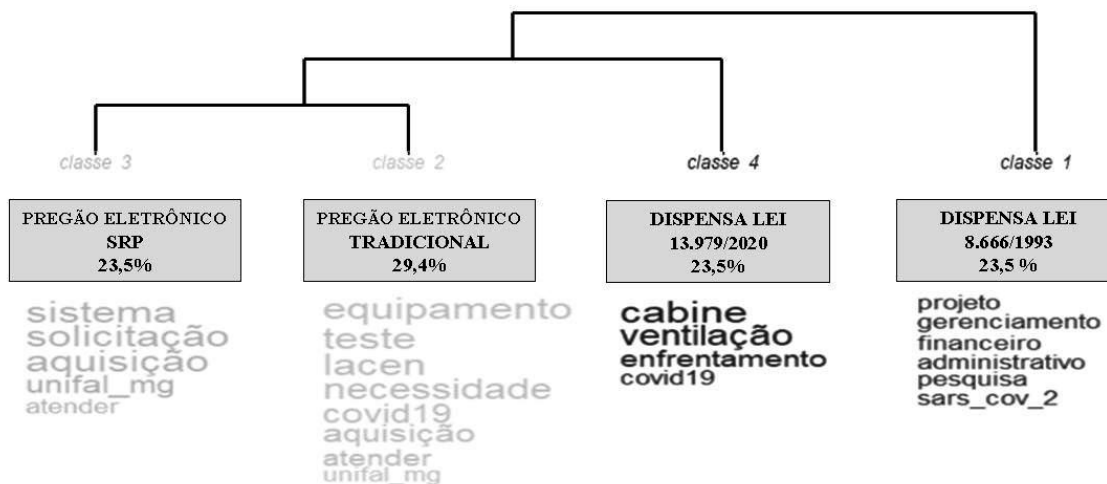 classe 3
classe 2
classe 4
classe 1
PREGÃO ELETRÔNICO
SRP
23,5%
PREGÃO ELETRÔNICO
TRADICIONAL
29,4%
DISPENSA LEI
13.979/2020
23,5%
DISPENSA LEI
8.666/1993
23,5 %
sistema
solicitação
aquisição
unifal_mg
atender
equipamento
teste
lacen
necessidade
covid19
aquisição
atender
unifal_mg
cabine
ventilação
enfrentamento
covid19
projeto
gerenciamento
financeiro
administrativo
pesquisa
sars_cov_2